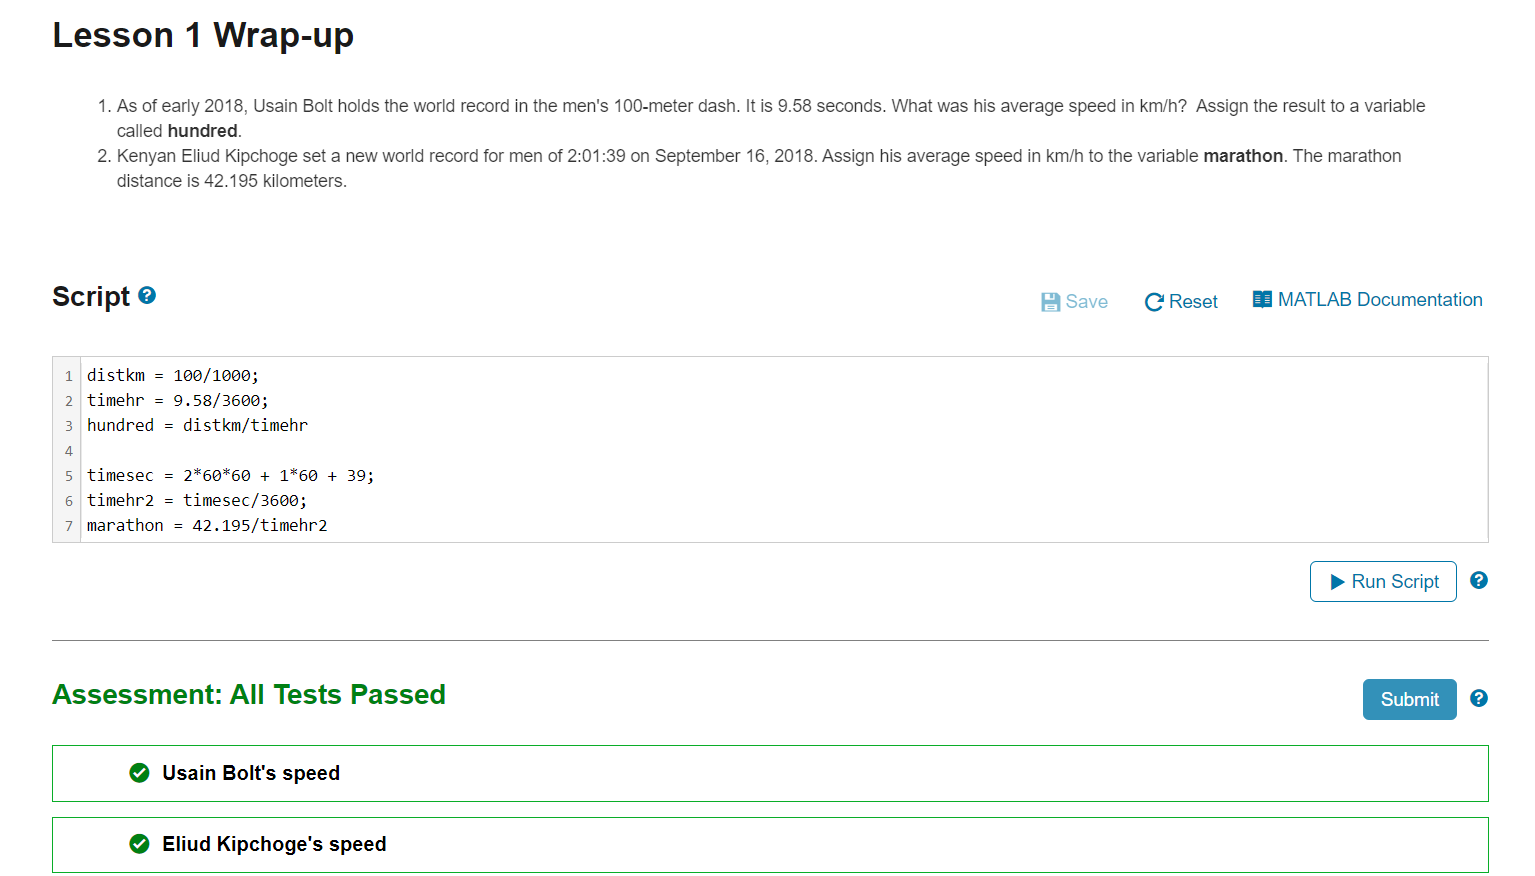 Lesson 1 Wrap-up
1. As of early 2018, Usain Bolt holds the world record in the men's 100-meter dash. It is 9.58 seconds. What was his average speed in km/h?  Assign the result to a variable
called hundred.
2. Kenyan Eliud Kipchoge set a new world record for men of 2:01:39 on September 16, 2018. Assign his average speed in km/h to the variable marathon. The marathon
distance is 42.195 kilometers.
Script ?
Save Reset MATLAB Documentation
1 distkm = 100/1000;
2 timehr = 9.58/3600;
3 hundred = distkm/timehr
4
5 timesec = 2*60*60 + 1*60 + 39;
6 timehr2 = timesec/3600;
7 marathon = 42.195/timehr2
Run Script ?
Assessment: All Tests Passed
Submit ?
Usain Bolt's speed
Eliud Kipchoge's speed